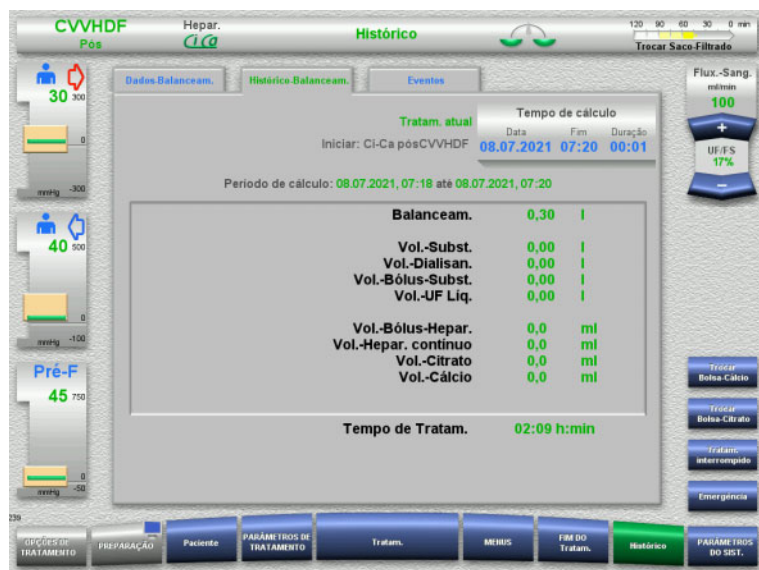 CVVHDF
Pós
Hepar.
CiCa
Histórico
120 90 60 30 0 min
Trocar Saco-Filtrado
30 300
0
mmHg -300
40 500
0
mmHg -100
Pré-F
45 750
0
mmHg -50
Dados-Balanceam.
Histórico-Balanceam.
Eventos
Tratam. atual
Iniciar: Ci-Ca pósCVVHDF
Tempo de cálculo
Data Fim Duração
08.07.2021 07:20 00:01
Período de cálculo: 08.07.2021, 07:18 até 08.07.2021, 07:20
Balanceam. 0,30 l
Vol.-Subst. 0,00 l
Vol.-Dialisan. 0,00 l
Vol.-Bólus-Subst. 0,00 l
Vol.-UF Líq. 0,00 l
Vol.-Bólus-Hepar. 0,0 ml
Vol.-Hepar. contínuo 0,0 ml
Vol.-Citrato 0,0 ml
Vol.-Cálcio 0,0 ml
Tempo de Tratam. 02:09 h:min
Flux.-Sang.
ml/min
100
+
UF/FS
17%
−
Trocar
Bolsa-Cálcio
Trocar
Bolsa-Citrato
Tratam.
interrompido
Emergência
239
OPÇÕES DE
TRATAMENTO
PREPARAÇÃO
Paciente
PARÂMETROS DE
TRATAMENTO
Tratam.
MENUS
FIM DO
Tratam.
Histórico
PARÂMETROS
DO SIST.